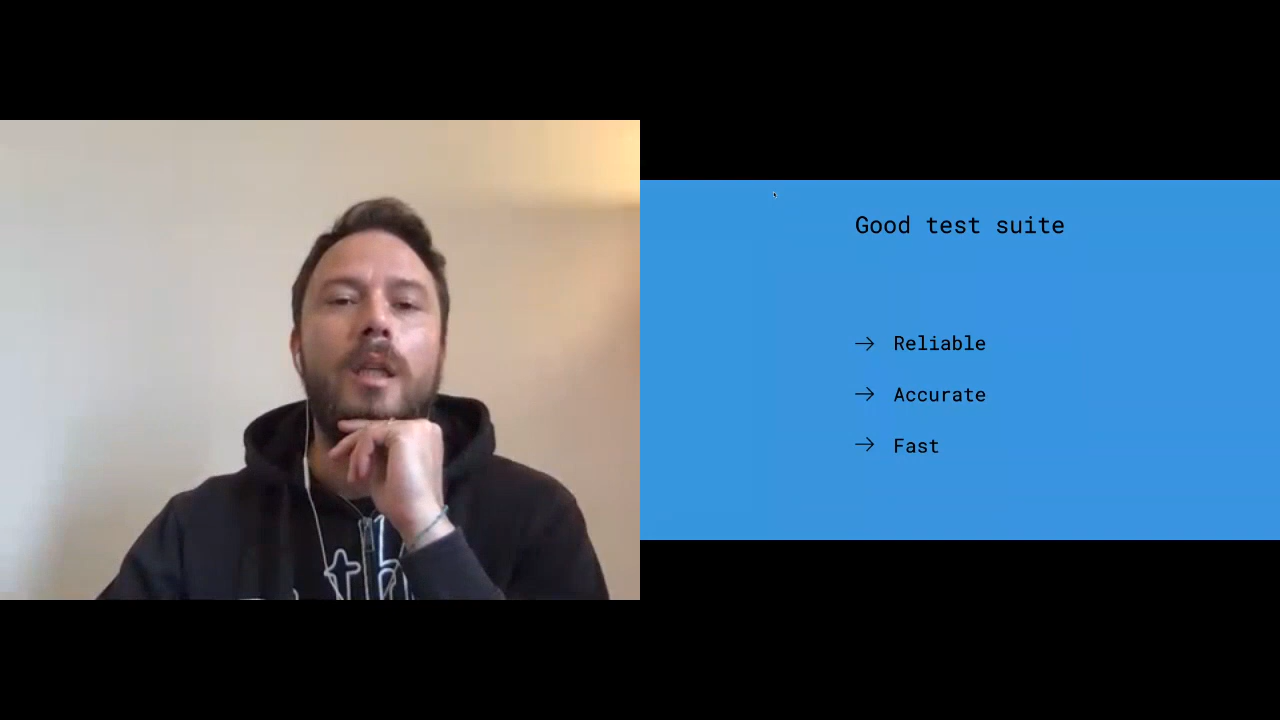 Good test suite
→ Reliable
→ Accurate
→ Fast